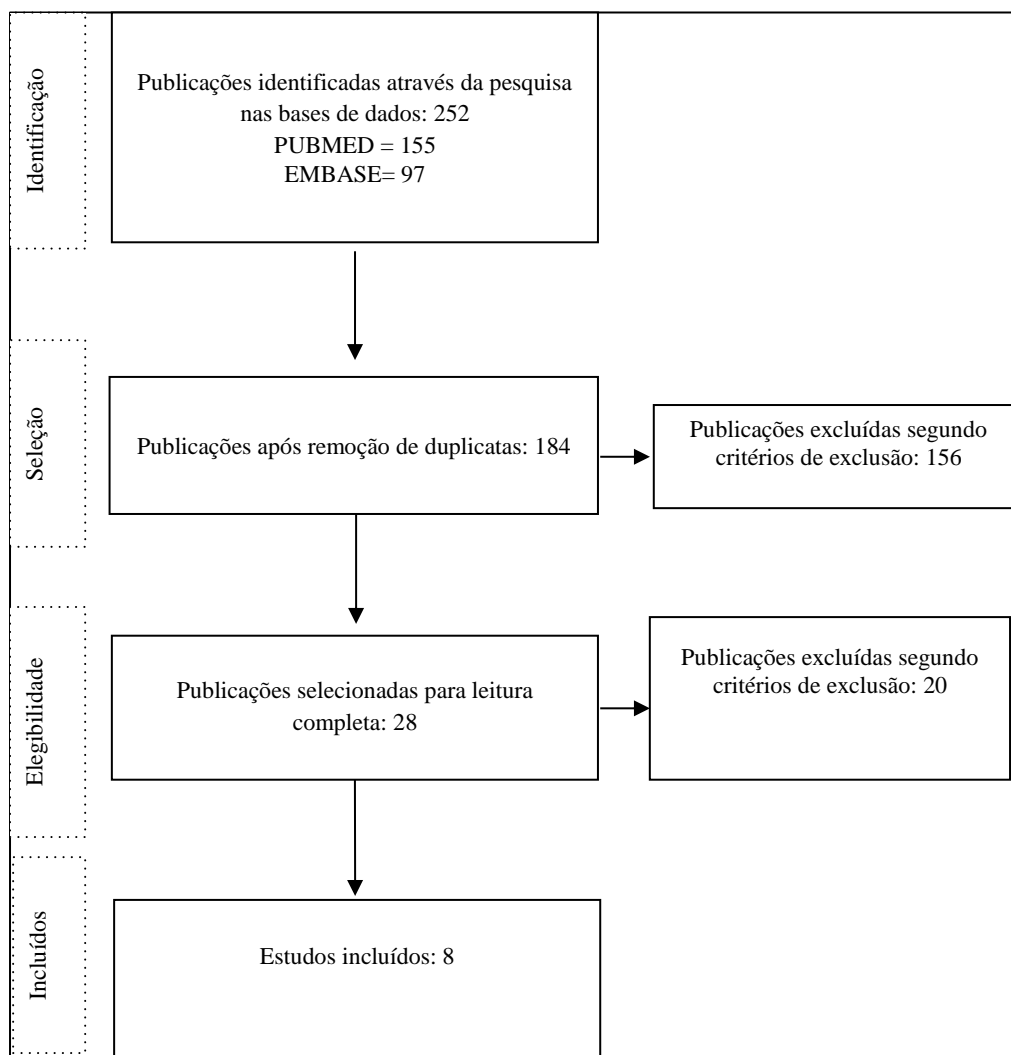 Identificação
Publicações identificadas através da pesquisa
nas bases de dados: 252
PUBMED = 155
EMBASE= 97
Seleção
Publicações após remoção de duplicatas: 184
Publicações excluídas segundo
critérios de exclusão: 156
Elegibilidade
Publicações selecionadas para leitura
completa: 28
Publicações excluídas segundo
critérios de exclusão: 20
Incluídos
Estudos incluídos: 8